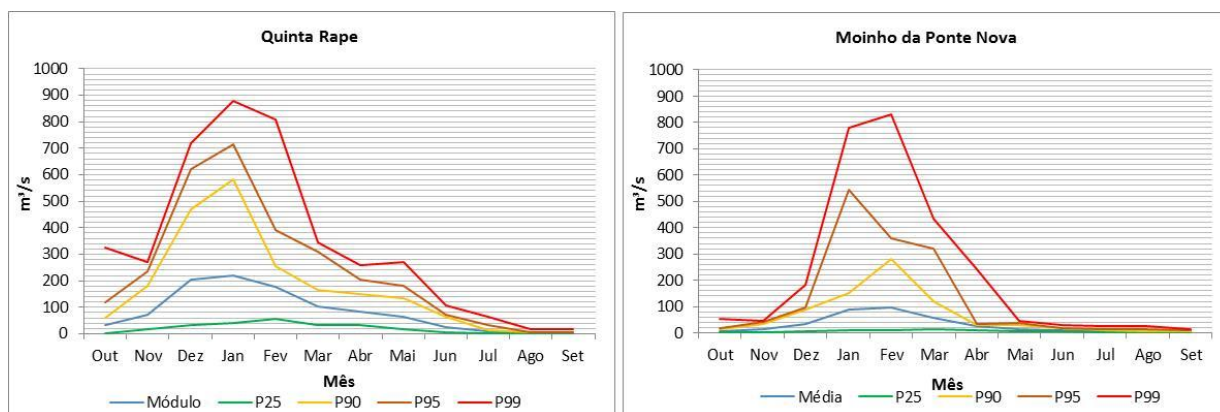 Quinta Rape
1000
900
800
700
600
500
400
300
200
100
0
m³/s
Out Nov Dez Jan Fev Mar Abr Mai Jun Jul Ago Set
Mês
Módulo P25 P90 P95 P99
Moinho da Ponte Nova
1000
900
800
700
600
500
400
300
200
100
0
m³/s
Out Nov Dez Jan Fev Mar Abr Mai Jun Jul Ago Set
Mês
Média P25 P90 P95 P99